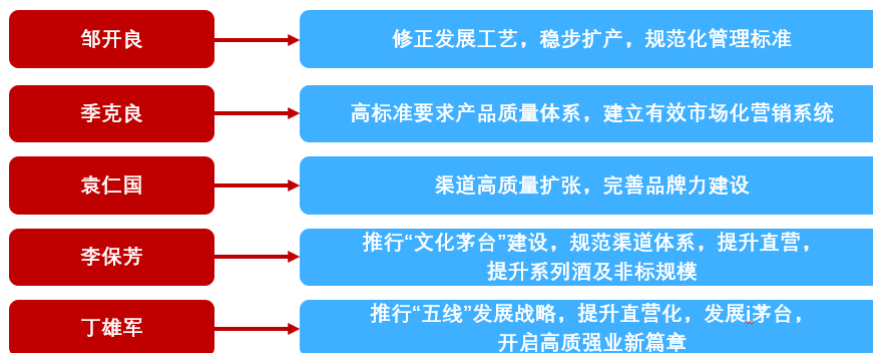 邹开良
修正发展工艺，稳步扩产，规范化管理标准
季克良
高标准要求产品质量体系，建立有效市场化营销系统
袁仁国
渠道高质量扩张，完善品牌力建设
李保芳
推行“文化茅台”建设，规范渠道体系，提升直营，
提升系列酒及非标规模
丁雄军
推行“五线”发展战略，提升直营化，发展i茅台，
开启高质强业新篇章